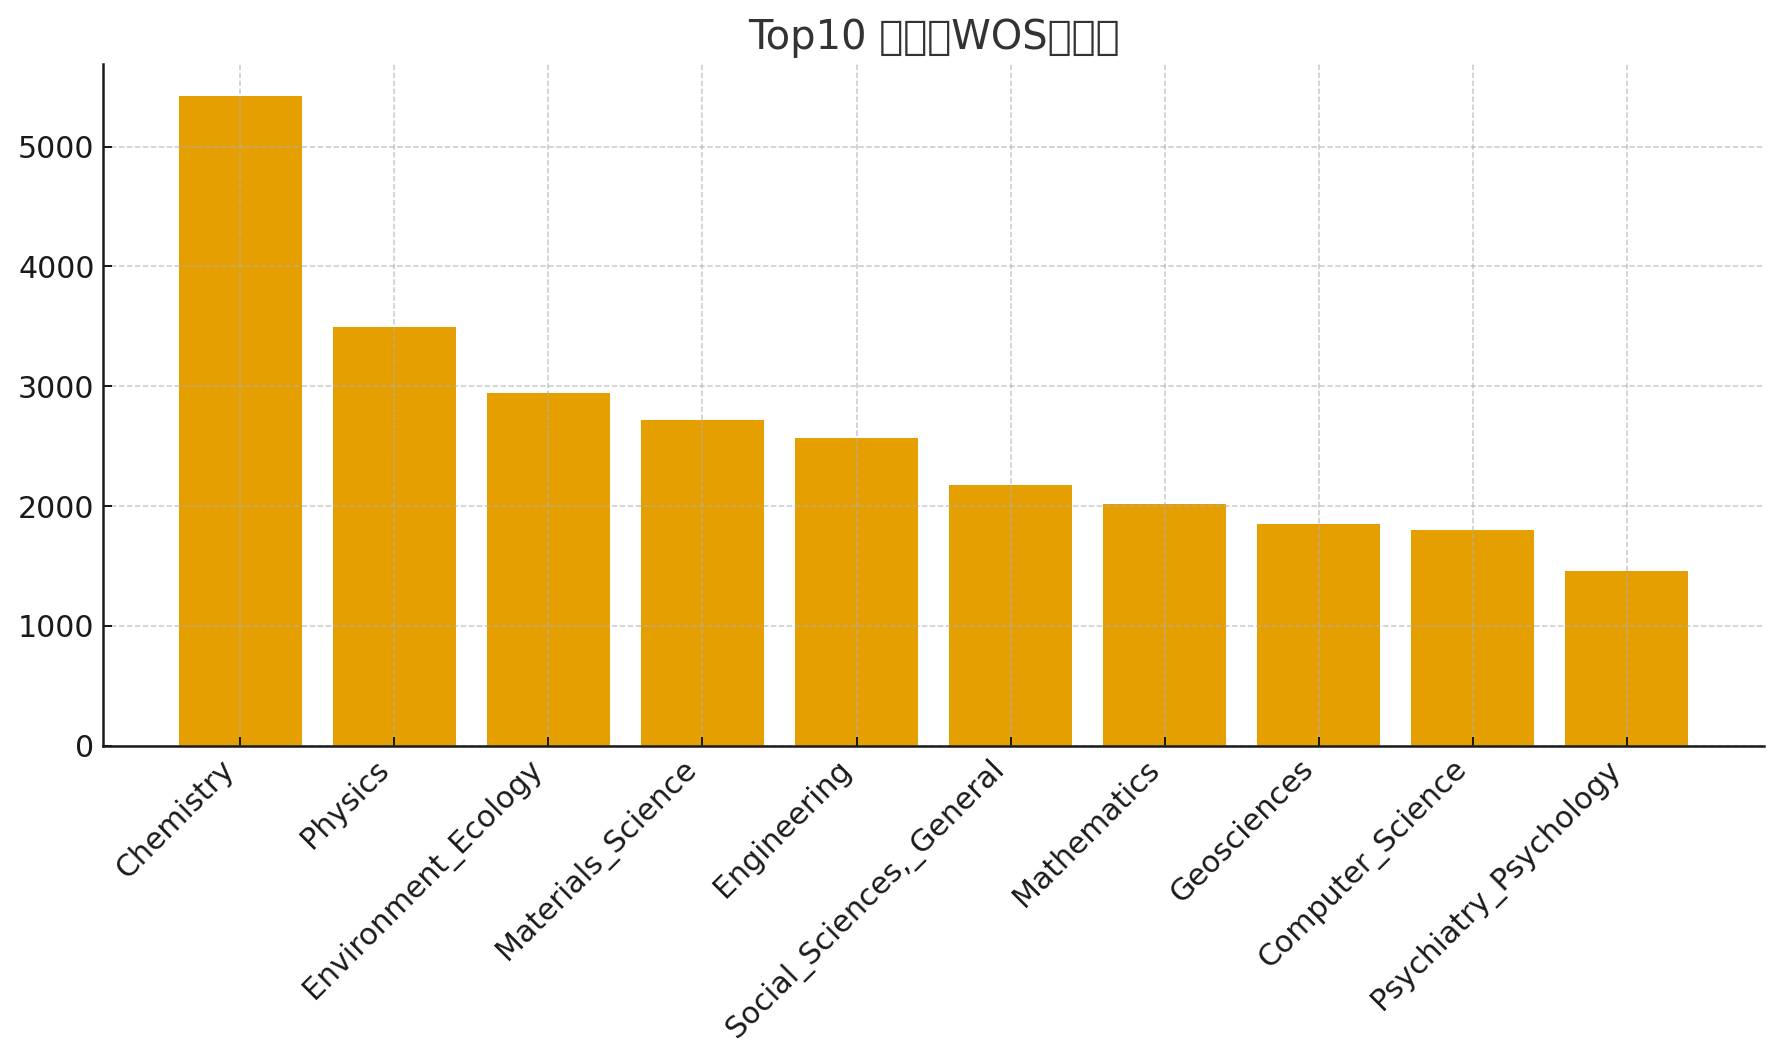 Top10 WOS
5000
4000
3000
2000
1000
0
Chemistry
Physics
Environment_Ecology
Materials_Science
Engineering
Social_Sciences,_General
Mathematics
Geosciences
Computer_Science
Psychiatry_Psychology